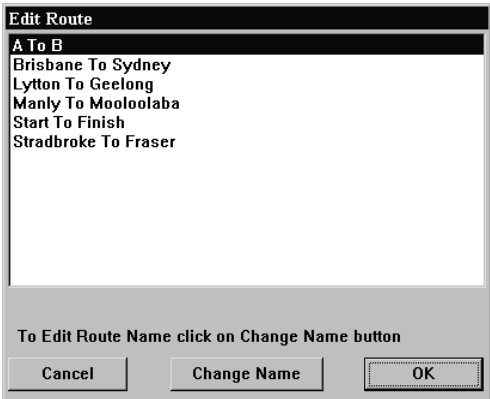 Edit Route
A To B
Brisbane To Sydney
Lytton To Geelong
Manly To Mooloolaba
Start To Finish
Stradbroke To Fraser
To Edit Route Name click on Change Name button
Cancel
Change Name
OK